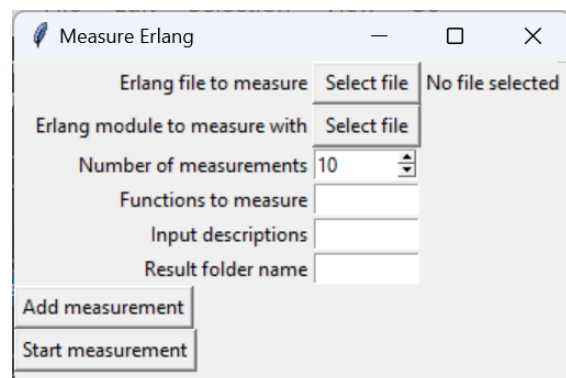 Measure Erlang
Erlang file to measure Select file No file selected
Erlang module to measure with Select file
Number of measurements 10
Functions to measure
Input descriptions
Result folder name
Add measurement
Start measurement